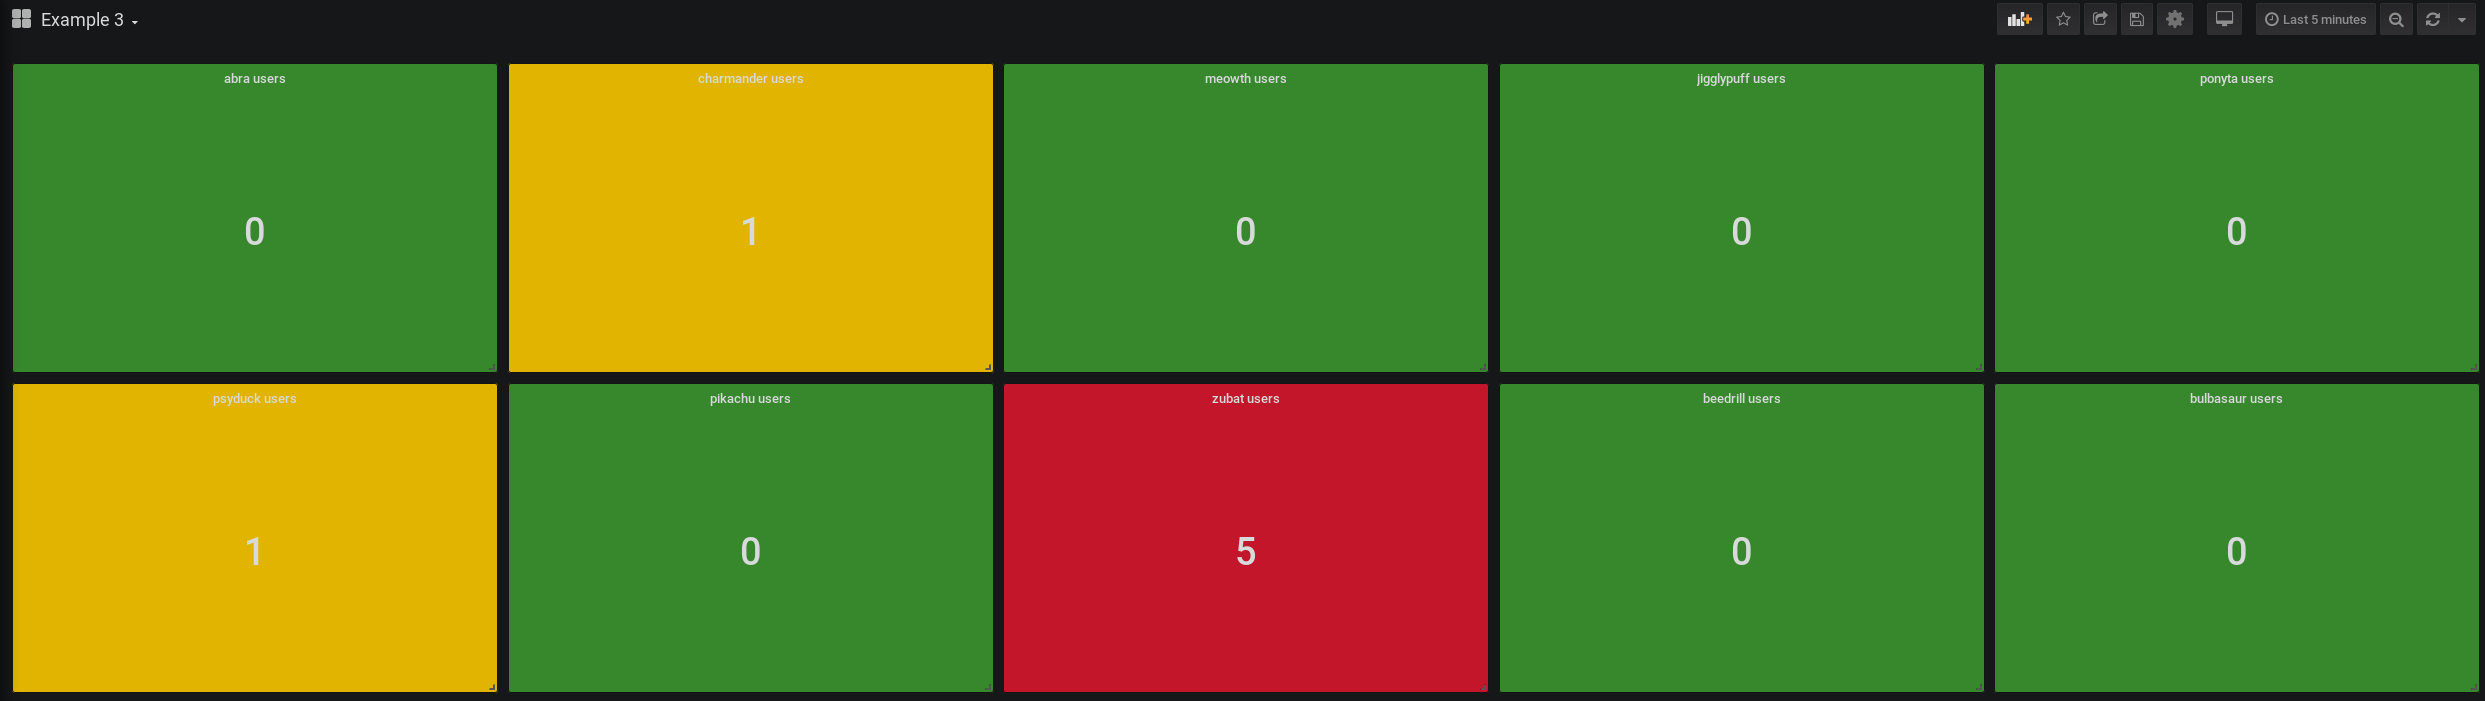 Example 3
Last 5 minutes
abra users
0
charmander users
1
meowth users
0
jigglypuff users
0
ponyta users
0
psyduck users
1
pikachu users
0
zubat users
5
beedrill users
0
bulbasaur users
0